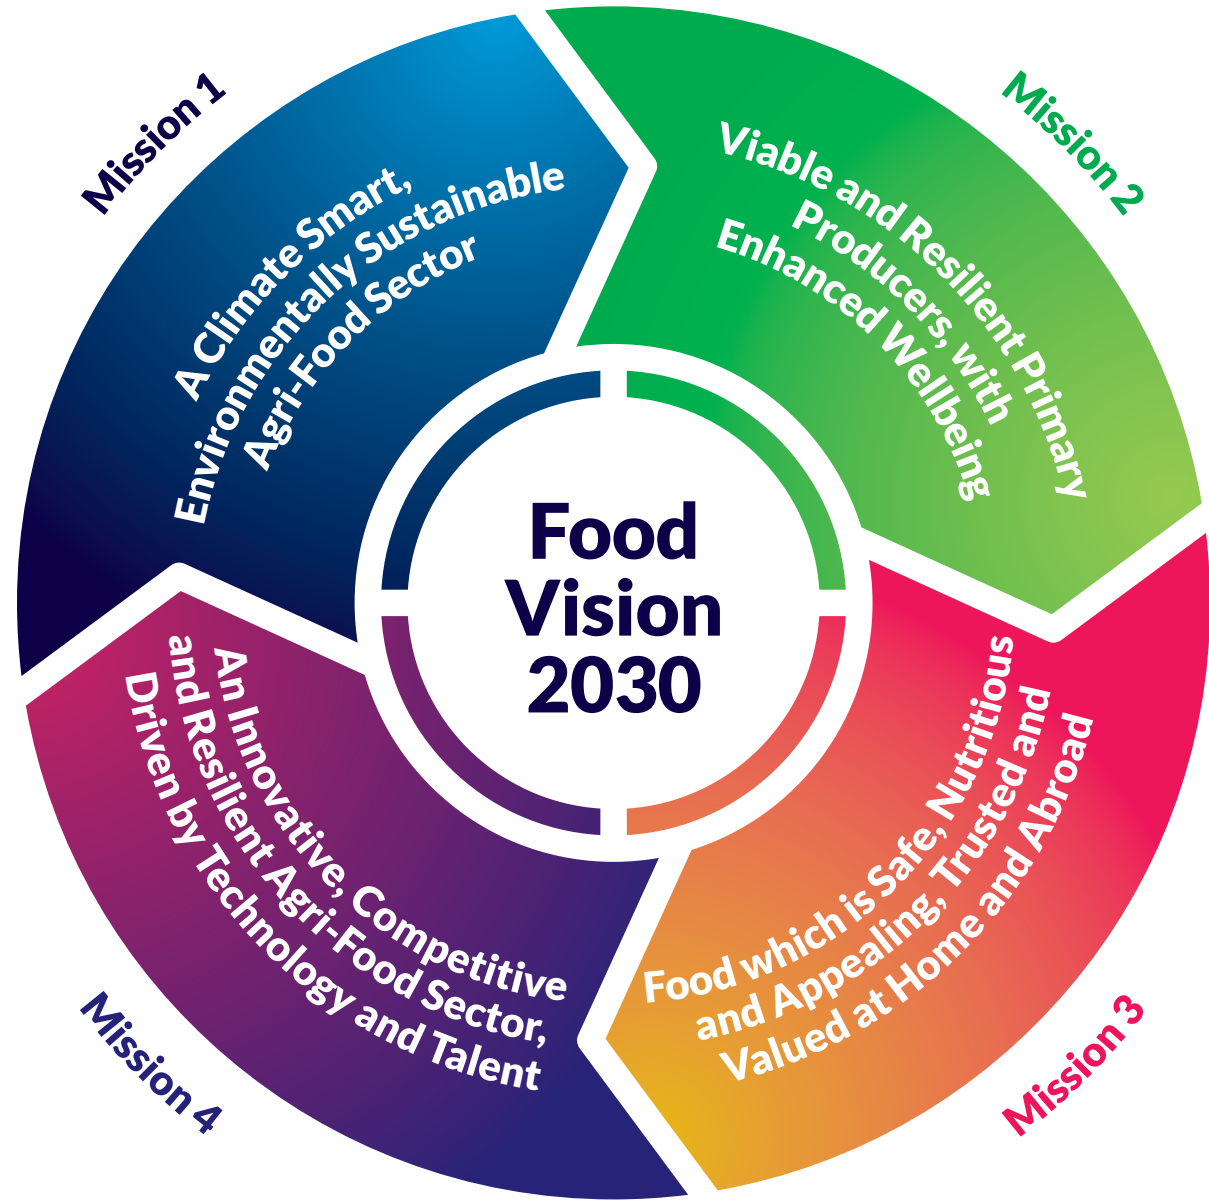 Mission 1
A Climate Smart,
Environmentally Sustainable
Agri-Food Sector
Mission 2
Viable and Resilient Primary
Producers, with
Enhanced Wellbeing
Food
Vision
2030
Mission 3
Food which is Safe, Nutritious
and Appealing, Trusted and
Valued at Home and Abroad
Mission 4
An Innovative, Competitive
and Resilient Agri-Food Sector,
Driven by Technology and Talent